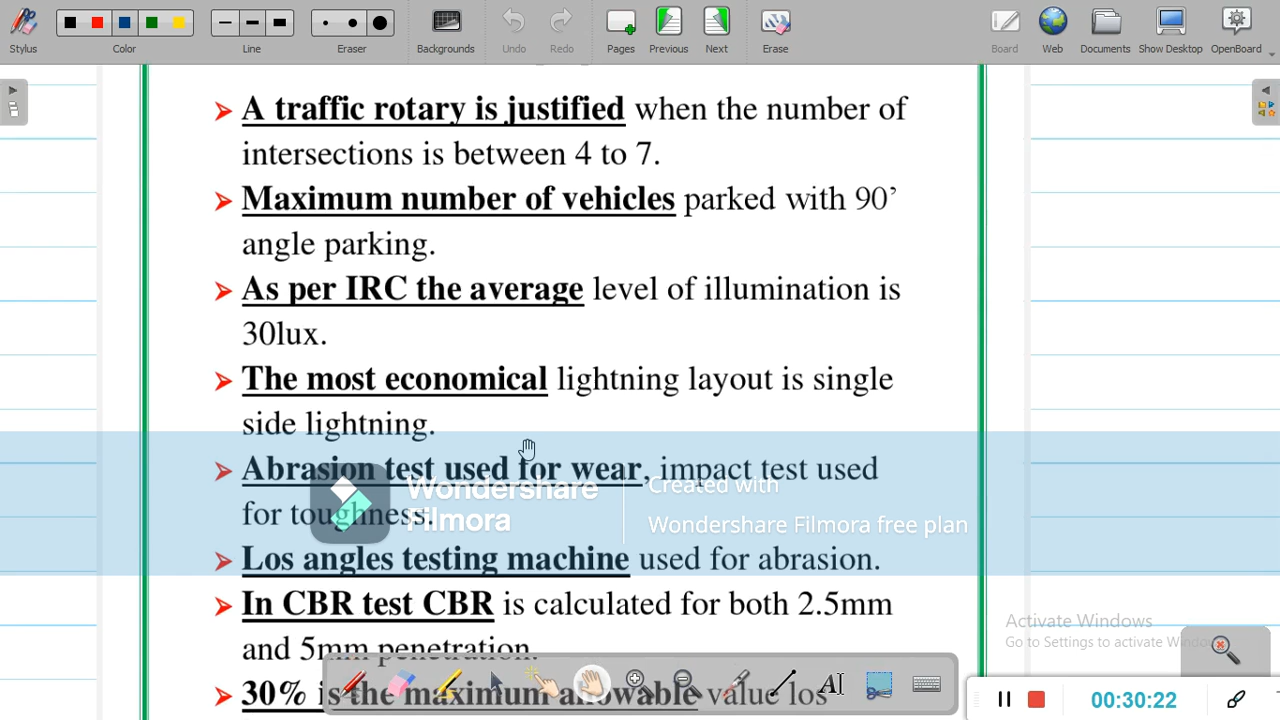 Stylus
Color
Line
Eraser
Backgrounds
Undo
Redo
Pages
Previous
Next
Erase
Board
Web
Documents
Show Desktop
OpenBoard
➢ A traffic rotary is justified when the number of
intersections is between 4 to 7.
➢ Maximum number of vehicles parked with 90’
angle parking.
➢ As per IRC the average level of illumination is
30lux.
➢ The most economical lightning layout is single
side lightning.
➢ Abrasion test used for wear, impact test used
for toughness.
Wondershare
Filmora
Created with
Wondershare Filmora free plan
➢ Los angles testing machine used for abrasion.
➢ In CBR test CBR is calculated for both 2.5mm
and 5mm penetration.
➢ 30% is the maximum allowable value los
Activate Windows
Go to Settings to activate Windows.
AI
00:30:22